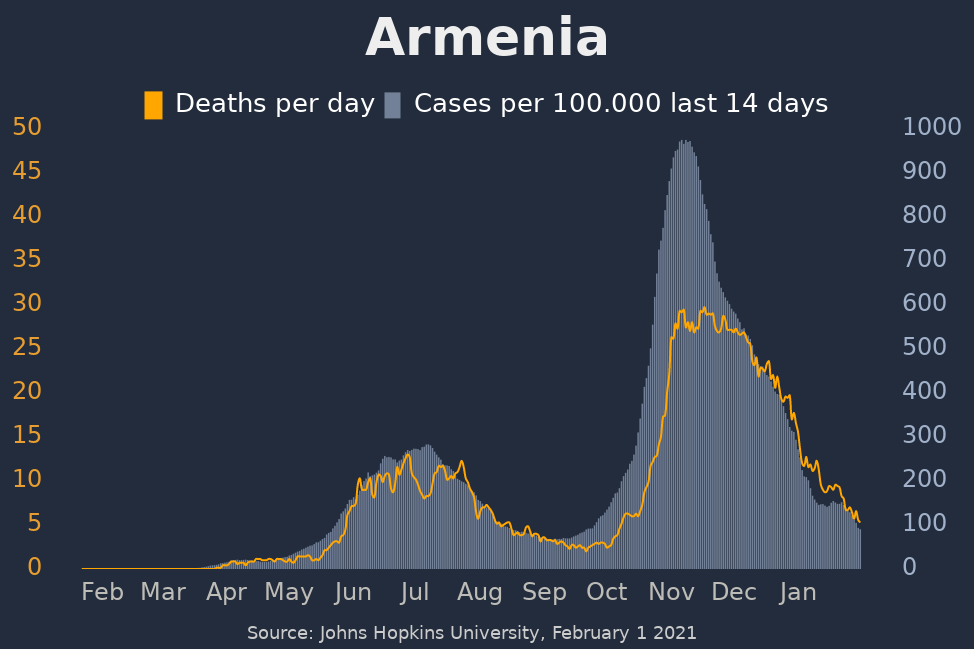 Armenia
Deaths per day Cases per 100.000 last 14 days
50 1000
45 900
40 800
35 700
30 600
25 500
20 400
15 300
10 200
5 100
0 0
Feb Mar Apr May Jun Jul Aug Sep Oct Nov Dec Jan
Source: Johns Hopkins University, February 1 2021